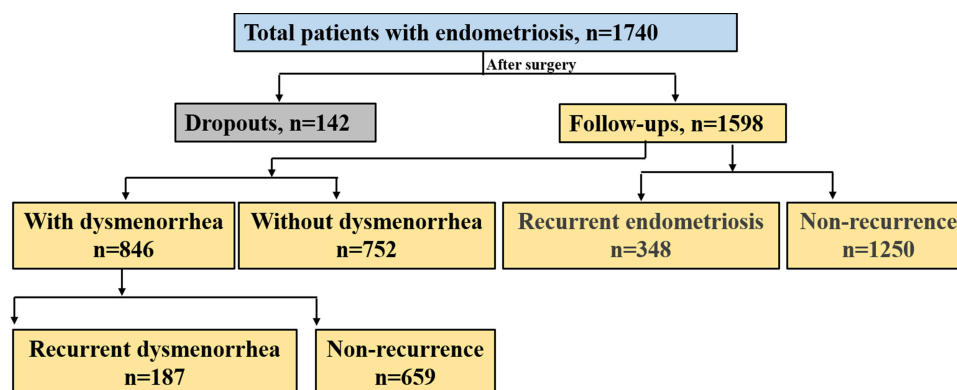 Total patients with endometriosis, n=1740
After surgery
Dropouts, n=142
Follow-ups, n=1598
With dysmenorrhea
n=846
Without dysmenorrhea
n=752
Recurrent endometriosis
n=348
Non-recurrence
n=1250
Recurrent dysmenorrhea
n=187
Non-recurrence
n=659